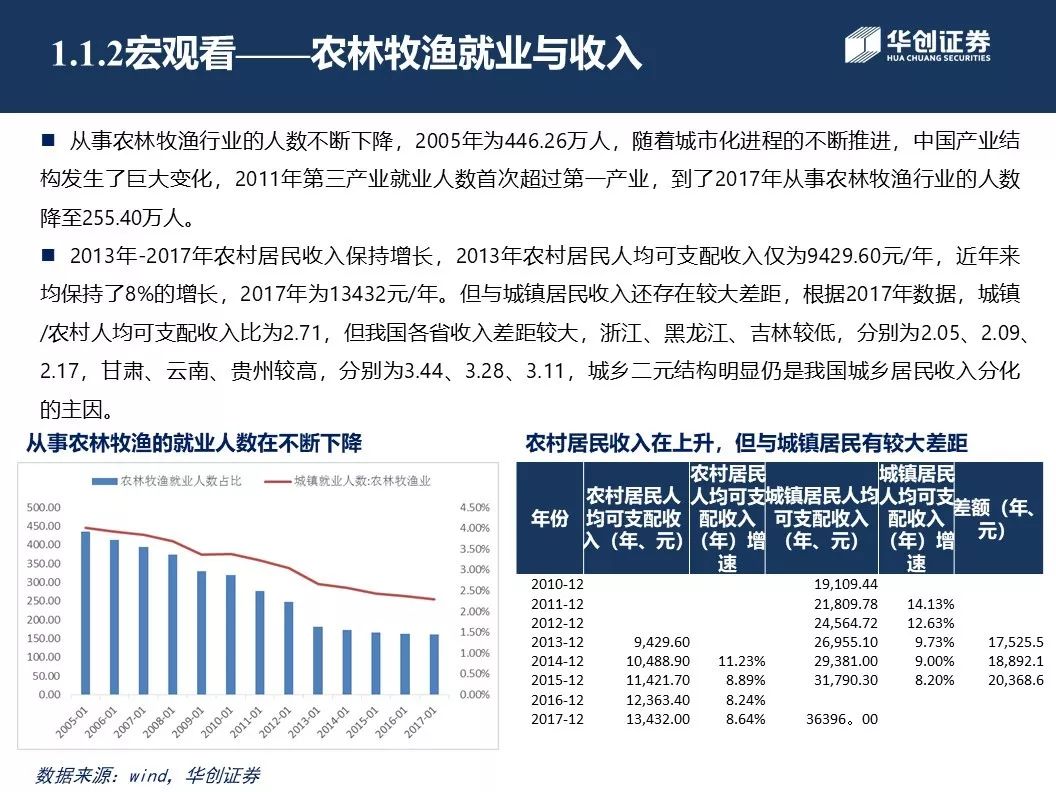 1.1.2宏观看——农林牧渔就业与收入
华创证券
HUA CHUANG SECURITIES
■ 从事农林牧渔行业的人数不断下降，2005年为446.26万人，随着城市化进程的不断推进，中国产业结
构发生了巨大变化，2011年第三产业就业人数首次超过第一产业，到了2017年从事农林牧渔行业的人数
降至255.40万人。
■ 2013年-2017年农村居民收入保持增长，2013年农村居民人均可支配收入仅为9429.60元/年，近年来
均保持了8%的增长，2017年为13432元/年。但与城镇居民收入还存在较大差距，根据2017年数据，城镇
/农村人均可支配收入比为2.71，但我国各省收入差距较大，浙江、黑龙江、吉林较低，分别为2.05、2.09、
2.17，甘肃、云南、贵州较高，分别为3.44、3.28、3.11，城乡二元结构明显仍是我国城乡居民收入分化
的主因。
从事农林牧渔的就业人数在不断下降
农林牧渔就业人数占比 城镇就业人数:农林牧渔业
500.00
450.00
400.00
350.00
300.00
250.00
200.00
150.00
100.00
50.00
0.00
4.50%
4.00%
3.50%
3.00%
2.50%
2.00%
1.50%
1.00%
0.50%
0.00%
2005-01 2006-01 2007-01 2008-01 2009-01 2010-01 2011-01 2012-01 2013-01 2014-01 2015-01 2016-01 2017-01
农村居民收入在上升，但与城镇居民有较大差距
年份
农村居民人
均可支配收
入（年、元）
农村居民
人均可支
配收入
（年）增
速
城镇居民人均
可支配收入
（年、元）
城镇居民
人均可支
配收入
（年）增
速
差额（年、
元）
2010-12 19,109.44
2011-12 21,809.78 14.13%
2012-12 24,564.72 12.63%
2013-12 9,429.60 26,955.10 9.73% 17,525.5
2014-12 10,488.90 11.23% 29,381.00 9.00% 18,892.1
2015-12 11,421.70 8.89% 31,790.30 8.20% 20,368.6
2016-12 12,363.40 8.24%
2017-12 13,432.00 8.64% 36396。00
数据来源：wind，华创证券